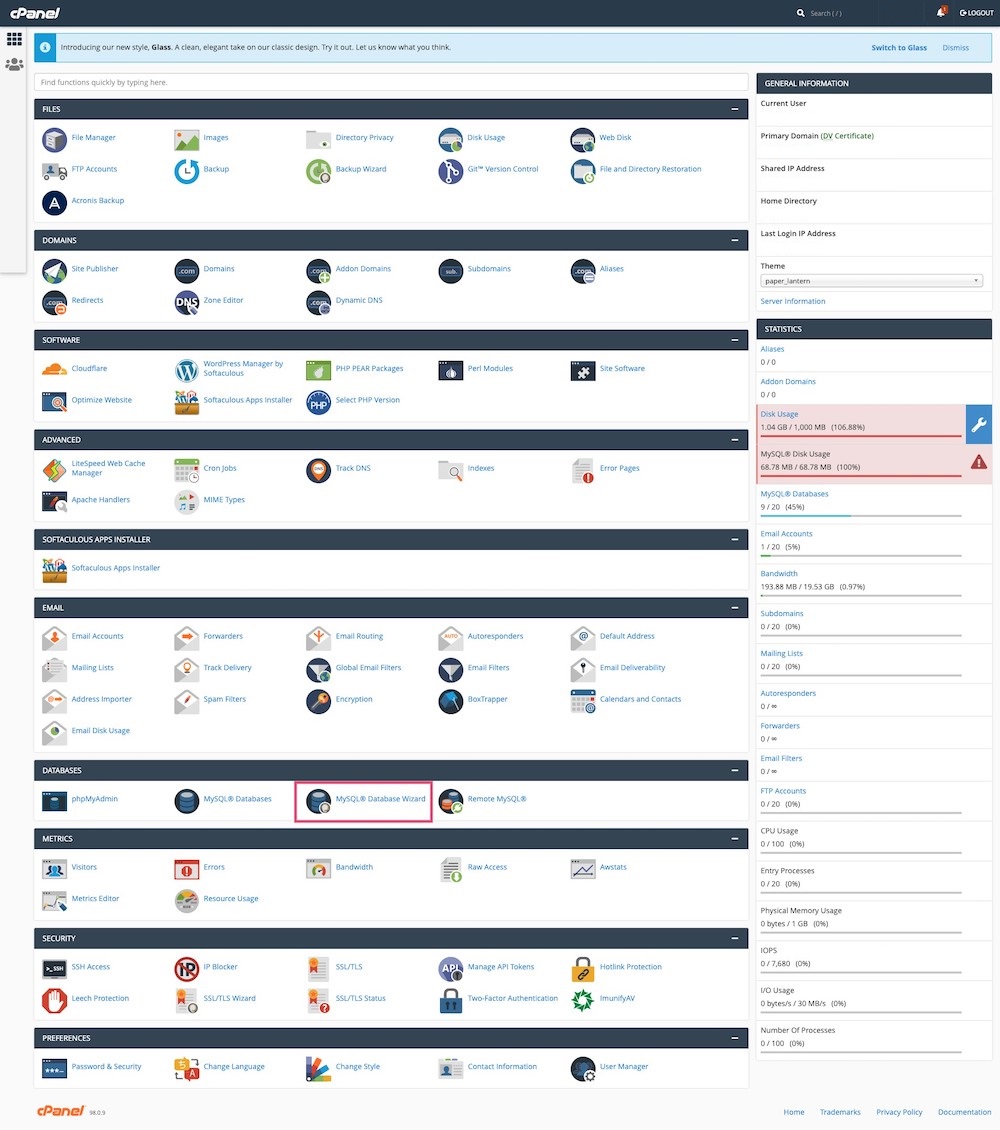 cPanel
Search ( / )
LOGOUT
Introducing our new style, Glass. A clean, elegant take on our classic design. Try it out. Let us know what you think.
Switch to Glass
Dismiss
Find functions quickly by typing here.
FILES
File Manager
Images
Directory Privacy
Disk Usage
Web Disk
FTP Accounts
Backup
Backup Wizard
Git™ Version Control
File and Directory Restoration
Acronis Backup
DOMAINS
Site Publisher
Domains
Addon Domains
Subdomains
Aliases
Redirects
Zone Editor
Dynamic DNS
SOFTWARE
Cloudflare
WordPress Manager by
Softaculous
PHP PEAR Packages
Perl Modules
Site Software
Optimize Website
Softaculous Apps Installer
Select PHP Version
ADVANCED
LiteSpeed Web Cache
Manager
Cron Jobs
Track DNS
Indexes
Error Pages
Apache Handlers
MIME Types
SOFTACULOUS APPS INSTALLER
Softaculous Apps Installer
EMAIL
Email Accounts
Forwarders
Email Routing
Autoresponders
Default Address
Mailing Lists
Track Delivery
Global Email Filters
Email Filters
Email Deliverability
Address Importer
Spam Filters
Encryption
BoxTrapper
Calendars and Contacts
Email Disk Usage
DATABASES
phpMyAdmin
MySQL® Databases
MySQL® Database Wizard
Remote MySQL®
METRICS
Visitors
Errors
Bandwidth
Raw Access
Awstats
Metrics Editor
Resource Usage
SECURITY
SSH Access
IP Blocker
SSL/TLS
Manage API Tokens
Hotlink Protection
Leech Protection
SSL/TLS Wizard
SSL/TLS Status
Two-Factor Authentication
ImunifyAV
PREFERENCES
Password & Security
Change Language
Change Style
Contact Information
User Manager
GENERAL INFORMATION
Current User
Primary Domain (DV Certificate)
Shared IP Address
Home Directory
Last Login IP Address
Theme
paper_lantern
Server Information
STATISTICS
Aliases
0 / 0
Addon Domains
0 / 0
Disk Usage
1.04 GB / 1,000 MB (106.88%)
MySQL® Disk Usage
68.78 MB / 68.78 MB (100%)
MySQL® Databases
9 / 20 (45%)
Email Accounts
1 / 20 (5%)
Bandwidth
193.88 MB / 19.53 GB (0.97%)
Subdomains
0 / 20 (0%)
Mailing Lists
0 / 20 (0%)
Autoresponders
0 / ∞
Forwarders
0 / ∞
Email Filters
0 / ∞
FTP Accounts
0 / 20 (0%)
CPU Usage
0 / 100 (0%)
Entry Processes
0 / 20 (0%)
Physical Memory Usage
0 bytes / 1 GB (0%)
IOPS
0 / 7,680 (0%)
I/O Usage
0 bytes/s / 30 MB/s (0%)
Number Of Processes
0 / 100 (0%)
cPanel 98.0.9
Home
Trademarks
Privacy Policy
Documentation